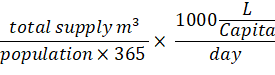 total supply m³ / population × 365 × 1000 L/Capita / day